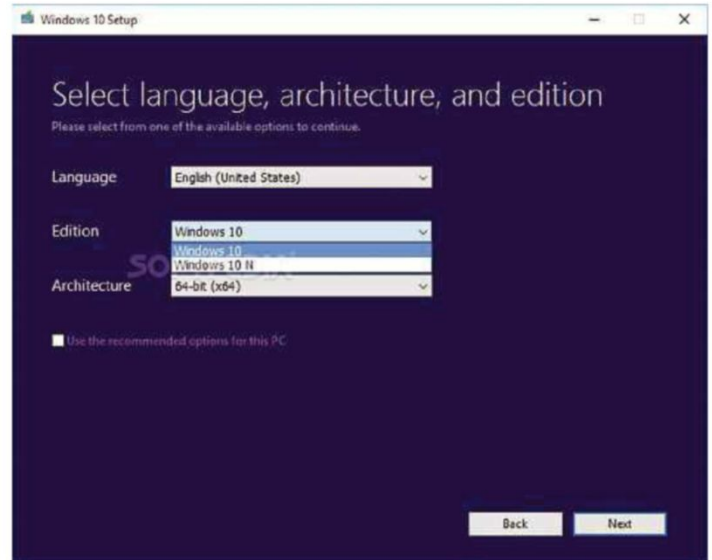 Windows 10 Setup
Select language, architecture, and edition
Please select from one of the available options to continue.
Language
English (United States)
Edition
Windows 10
Windows 10
Windows 10 N
Architecture
64-bit (x64)
Use the recommended options for this PC
Back
Next